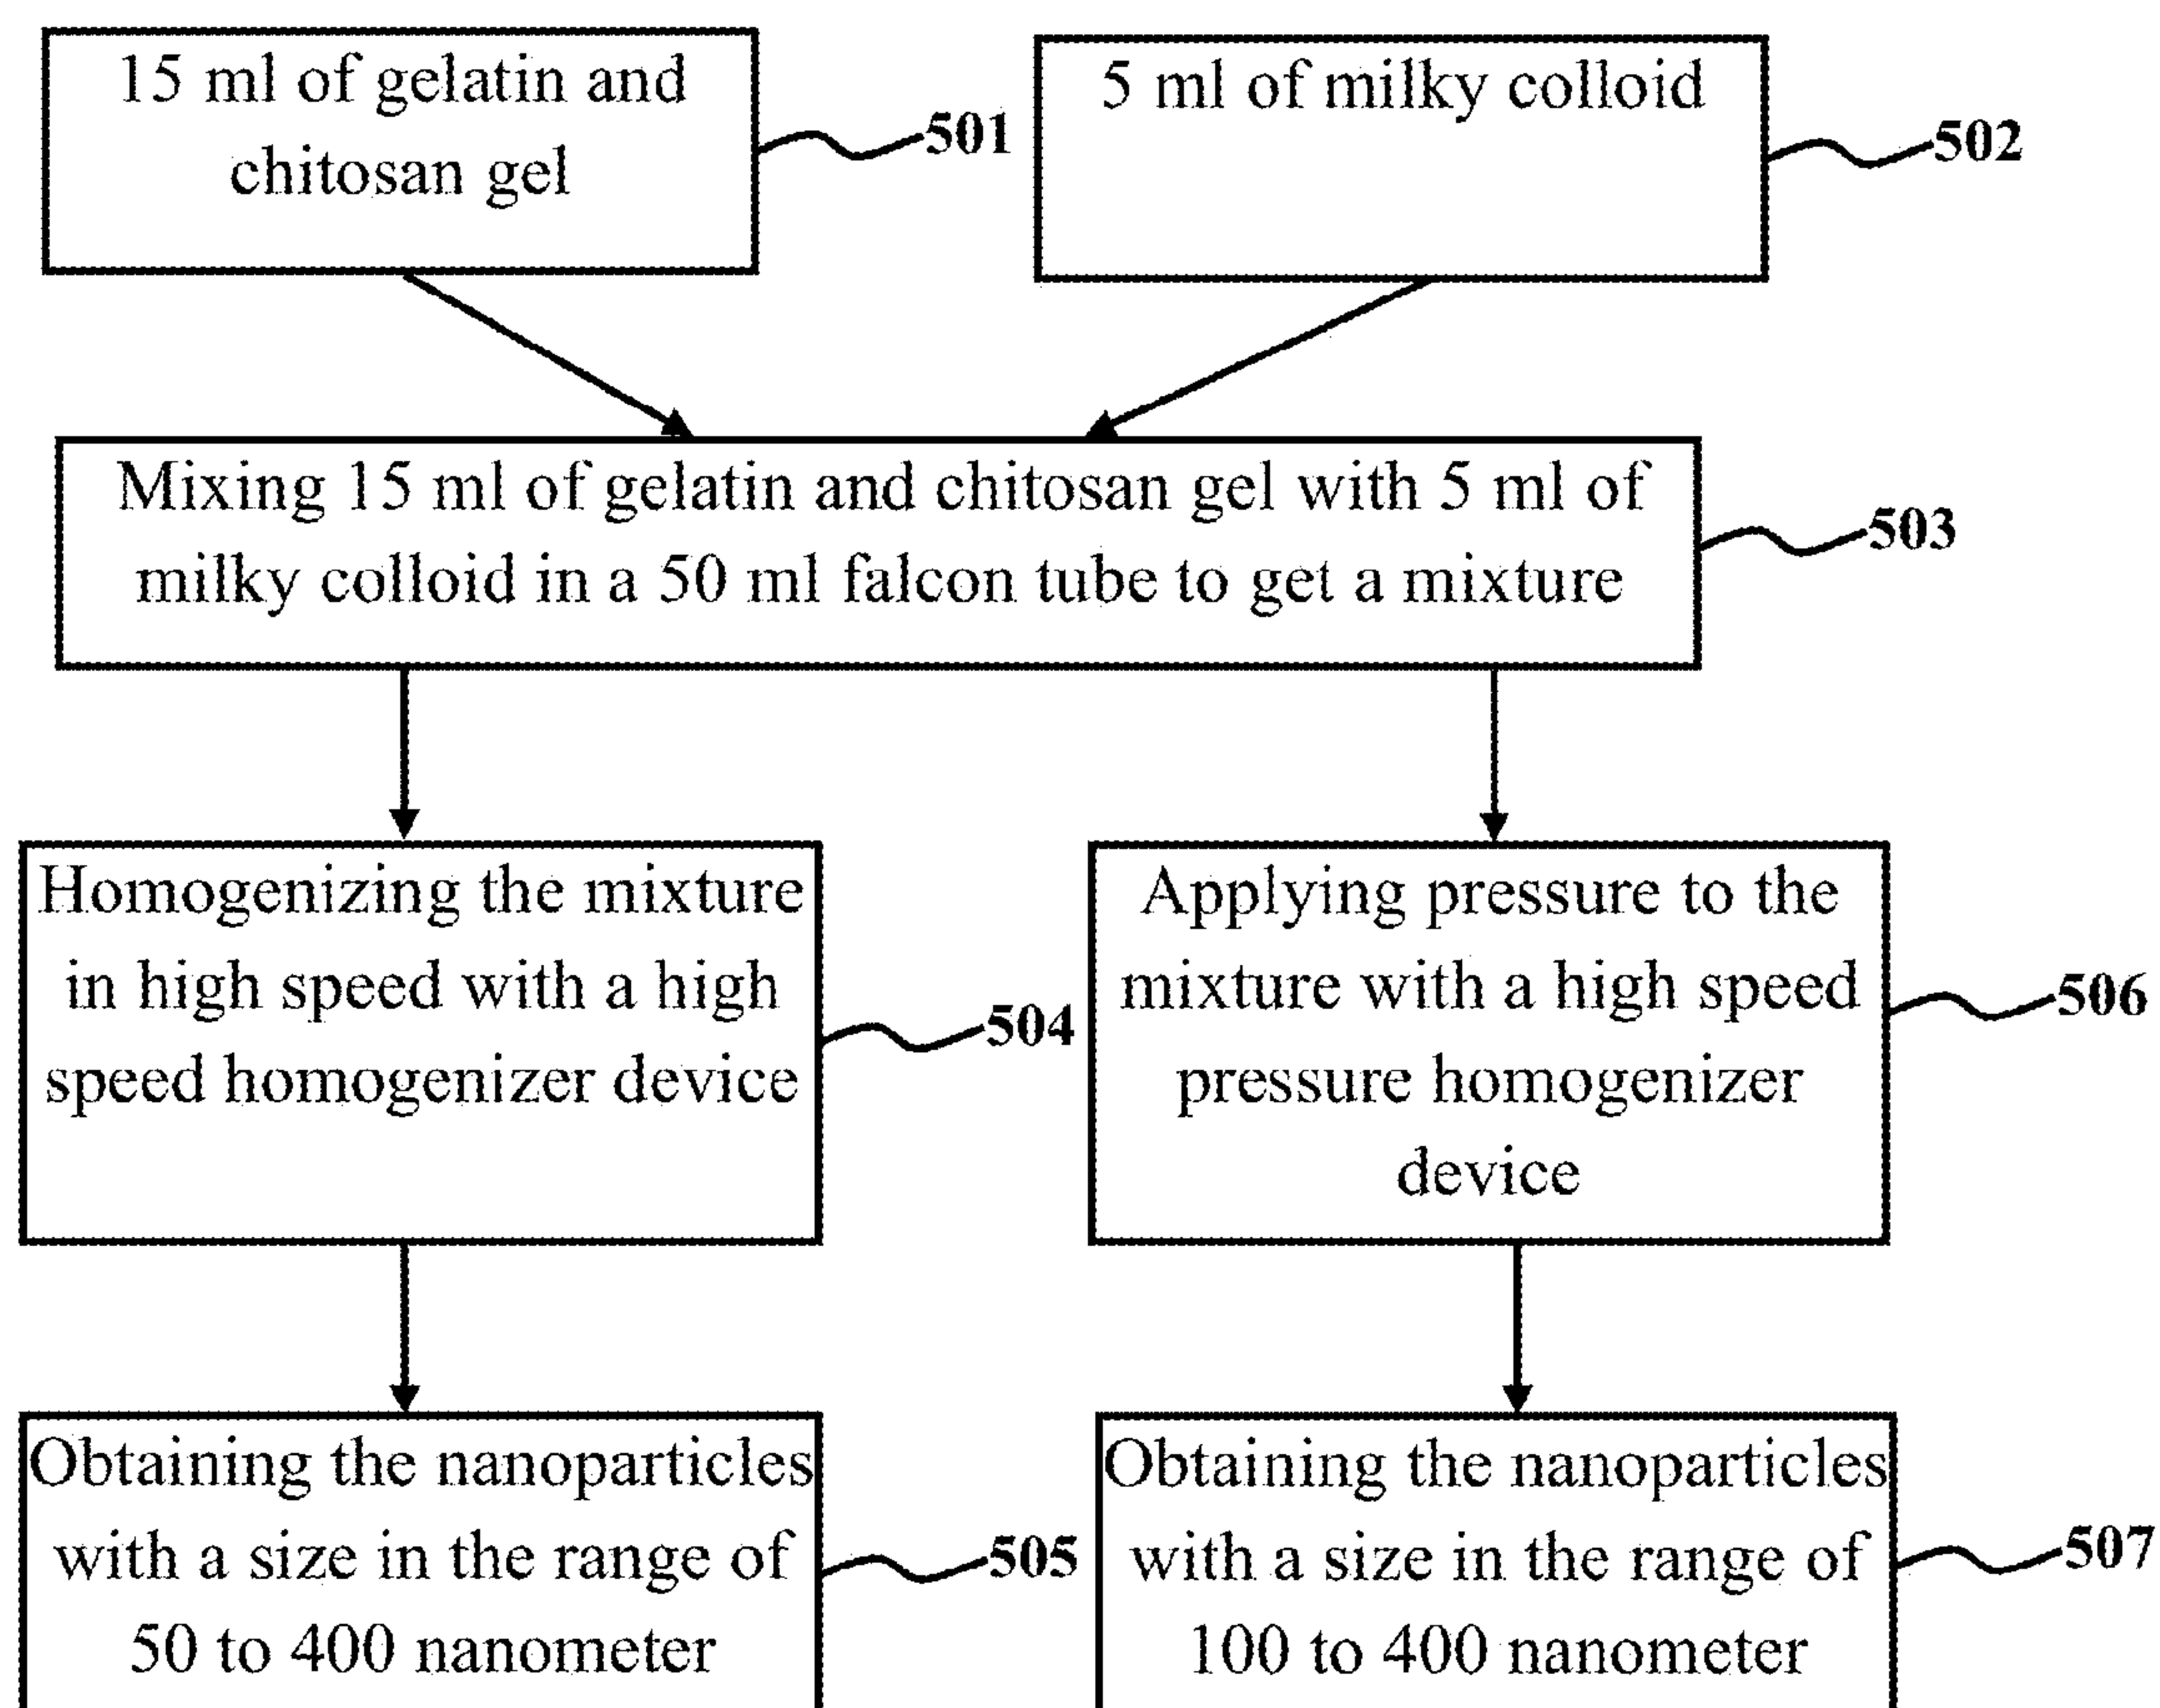 15 ml of gelatin and
chitosan gel
501
5 ml of milky colloid
502
Mixing 15 ml of gelatin and chitosan gel with 5 ml of
milky colloid in a 50 ml falcon tube to get a mixture
503
Homogenizing the mixture
in high speed with a high
speed homogenizer device
504
Applying pressure to the
mixture with a high speed
pressure homogenizer
device
506
Obtaining the nanoparticles
with a size in the range of
50 to 400 nanometer
505
Obtaining the nanoparticles
with a size in the range of
100 to 400 nanometer
507